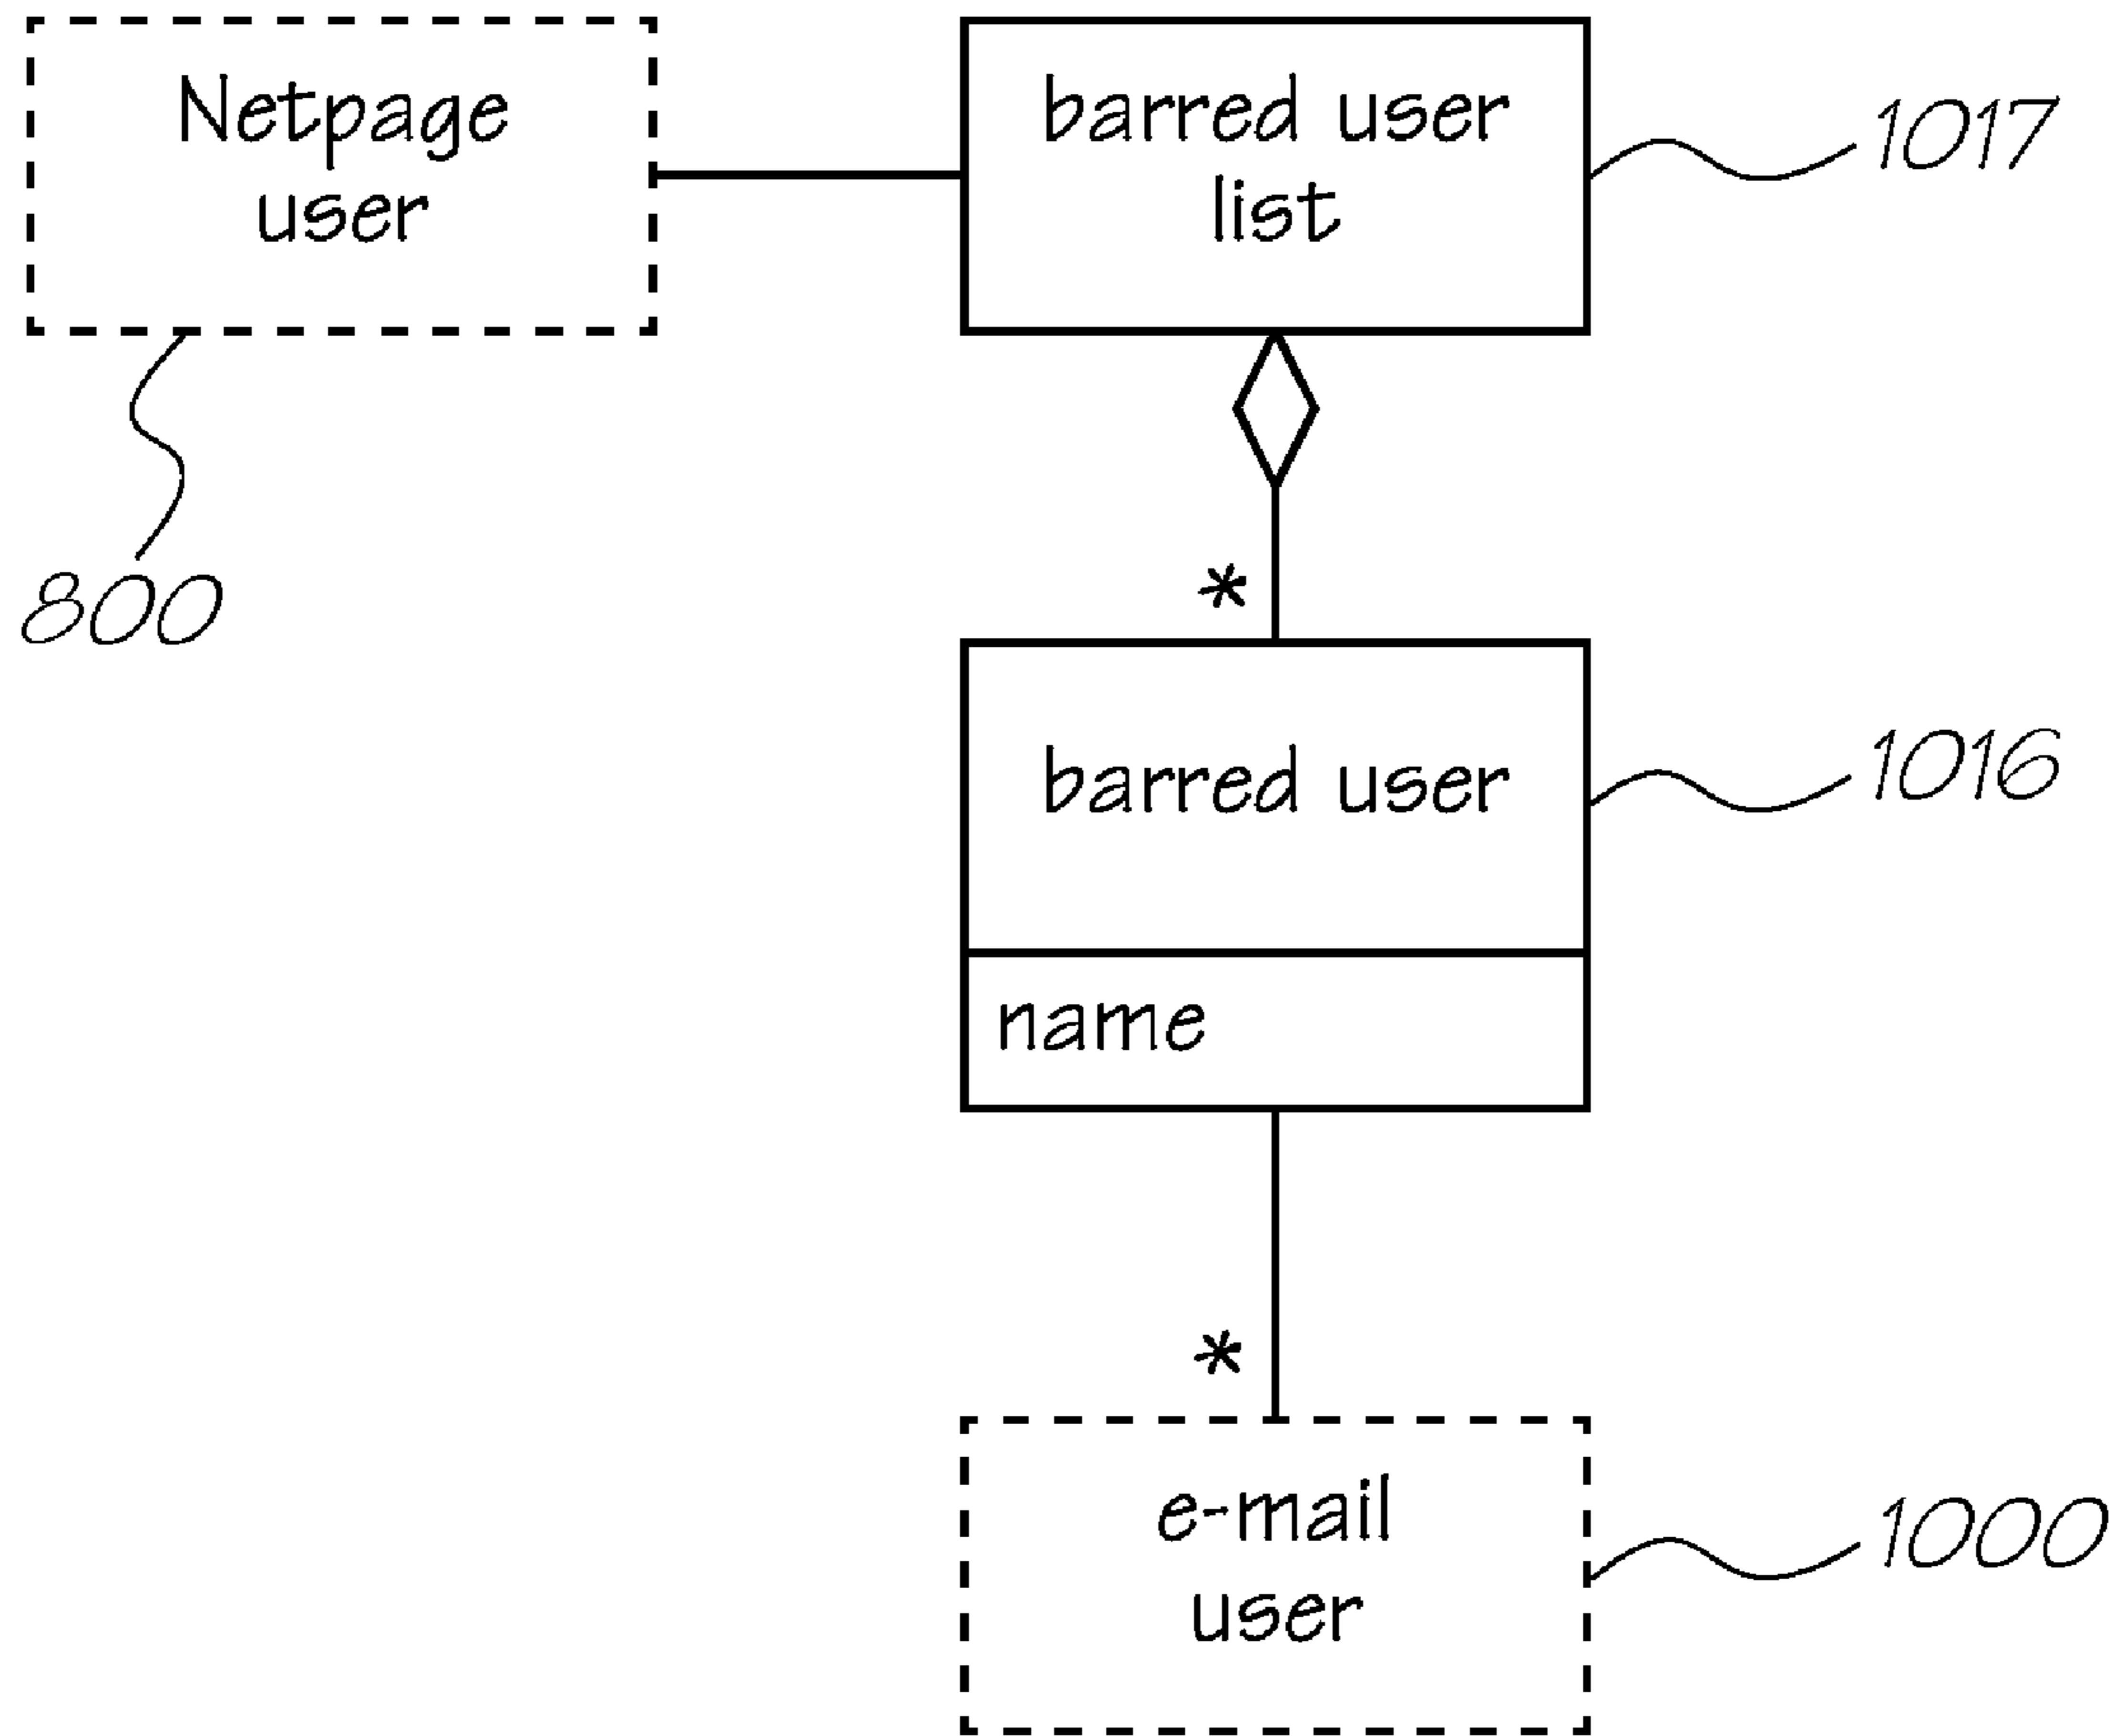 Netpage
user
barred user
list
1017
800
*
barred user
1016
name
*
e-mail
user
1000